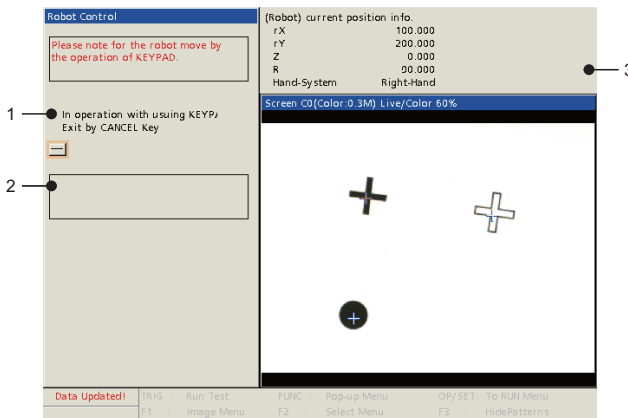 Robot Control
Please note for the robot move by
the operation of KEYPAD.
1
In operation with usuing KEYP
Exit by CANCEL Key
2
(Robot) current position info.
rX 100.000
rY 200.000
Z 0.000
R 90.000
Hand-System Right-Hand
3
Screen C0(Color:0.3M) Live/Color 60%
Data Updated! TRIG : Run Test FUNC : Pop-up Menu OP/SET: To RUN Menu
F1 : Image Menu F2 : Select Menu F3 : HidePatterns